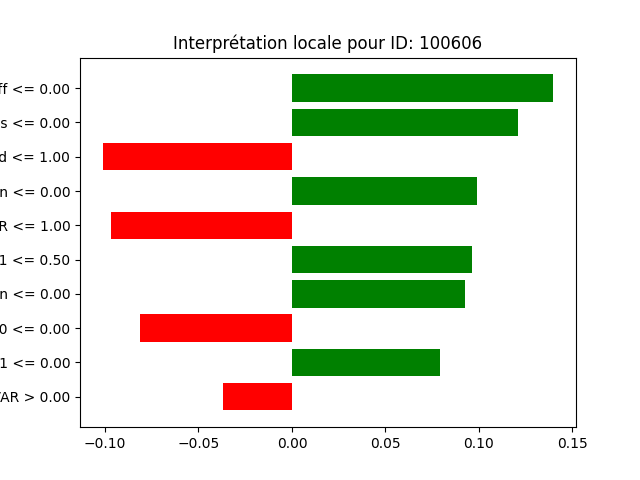 Interprétation locale pour ID: 100606
ff <= 0.00
s <= 0.00
d <= 1.00
n <= 0.00
R <= 1.00
1 <= 0.50
n <= 0.00
0 <= 0.00
1 <= 0.00
AR > 0.00
−0.10 −0.05 0.00 0.05 0.10 0.15